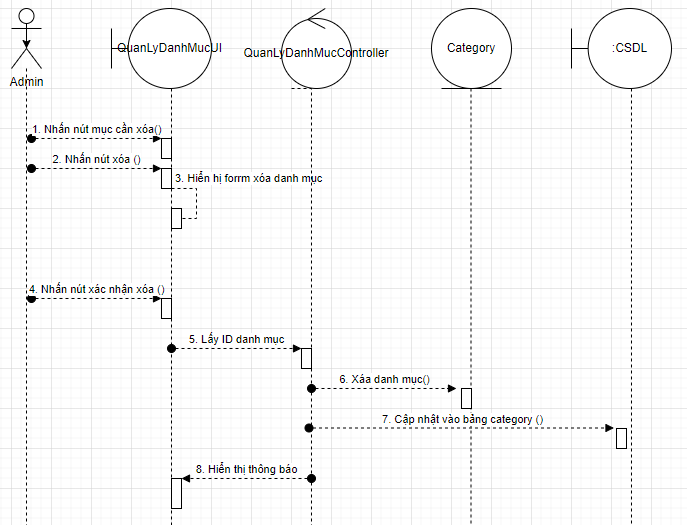 QuanLyDanhMucUI
QuanLyDanhMucController
Category
:CSDL
Admin
1. Nhấn nút mục cần xóa()
2. Nhấn nút xóa ()
3. Hiển hị forrm xóa danh mục
4. Nhấn nút xác nhận xóa ()
5. Lấy ID danh mục
6. Xáa danh mục()
7. Cập nhật vào bảng category ()
8. Hiển thị thông báo